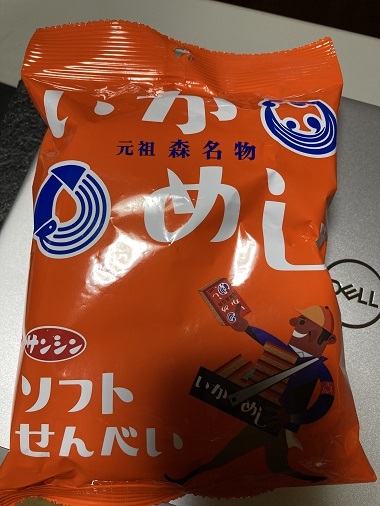 いか
元祖 森名物
めし
サンシン
ソフト
せんべい
いかめし
DELL